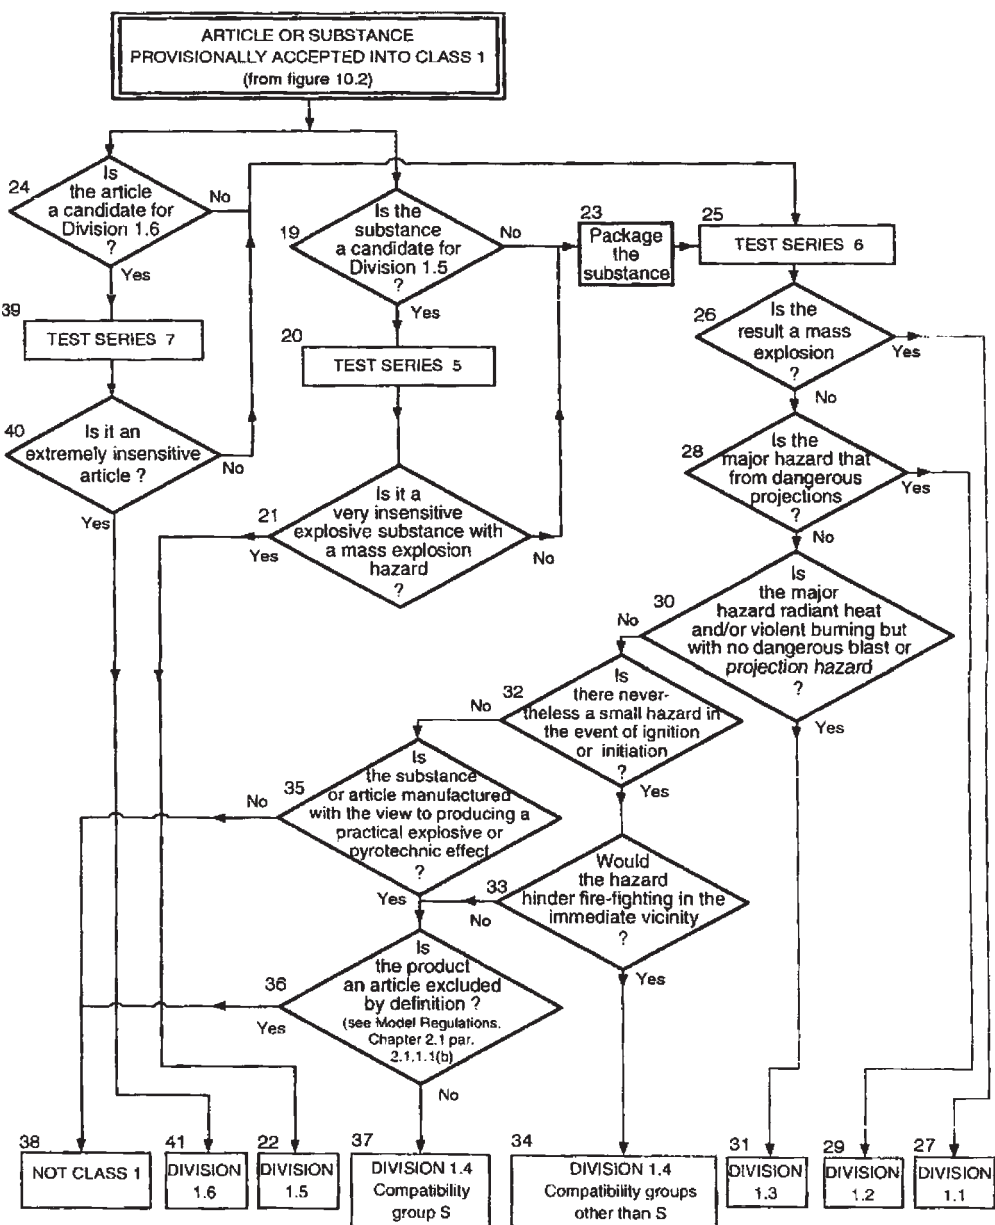 ARTICLE OR SUBSTANCE
PROVISIONALLY ACCEPTED INTO CLASS 1
(from figure 10.2)
24
Is
the article
a candidate for
Division 1.6
?
No
Yes
19
Is the
substance
a candidate for
Division 1.5
?
No
Yes
23
Package
the
substance
25
TEST SERIES 6
39
TEST SERIES 7
20
TEST SERIES 5
26
Is the
result a mass
explosion
?
Yes
No
40
Is it an
extremely insensitive
article ?
No
Yes
21
Is it a
very insensitive
explosive substance with
a mass explosion
hazard
?
Yes
No
28
Is the
major hazard that
from dangerous
projections
?
Yes
No
30
Is
the major
hazard radiant heat
and/or violent burning but
with no dangerous blast or
projection hazard
?
No
Yes
32
Is
there never-
theless a small hazard in
the event of ignition
or initiation
?
No
Yes
35
Is
the substance
or article manufactured
with the view to producing a
practical explosive or
pyrotechnic effect
?
No
Yes
33
Would
the hazard
hinder fire-fighting in the
immediate vicinity
?
No
Yes
36
Is
the product
an article excluded
by definition ?
(see Model Regulations.
Chapter 2.1 par.
2.1.1.1(b)
Yes
No
38
NOT CLASS 1
41
DIVISION
1.6
22
DIVISION
1.5
37
DIVISION 1.4
Compatibility
group S
34
DIVISION 1.4
Compatibility groups
other than S
31
DIVISION
1.3
29
DIVISION
1.2
27
DIVISION
1.1